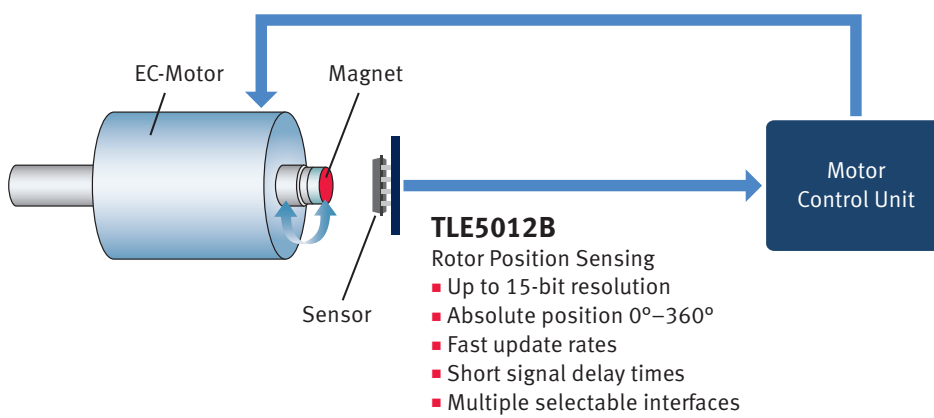 EC-Motor
Magnet
Motor
Control Unit
TLE5012B
Rotor Position Sensing
Up to 15-bit resolution
Absolute position 0°–360°
Sensor
Fast update rates
Short signal delay times
Multiple selectable interfaces